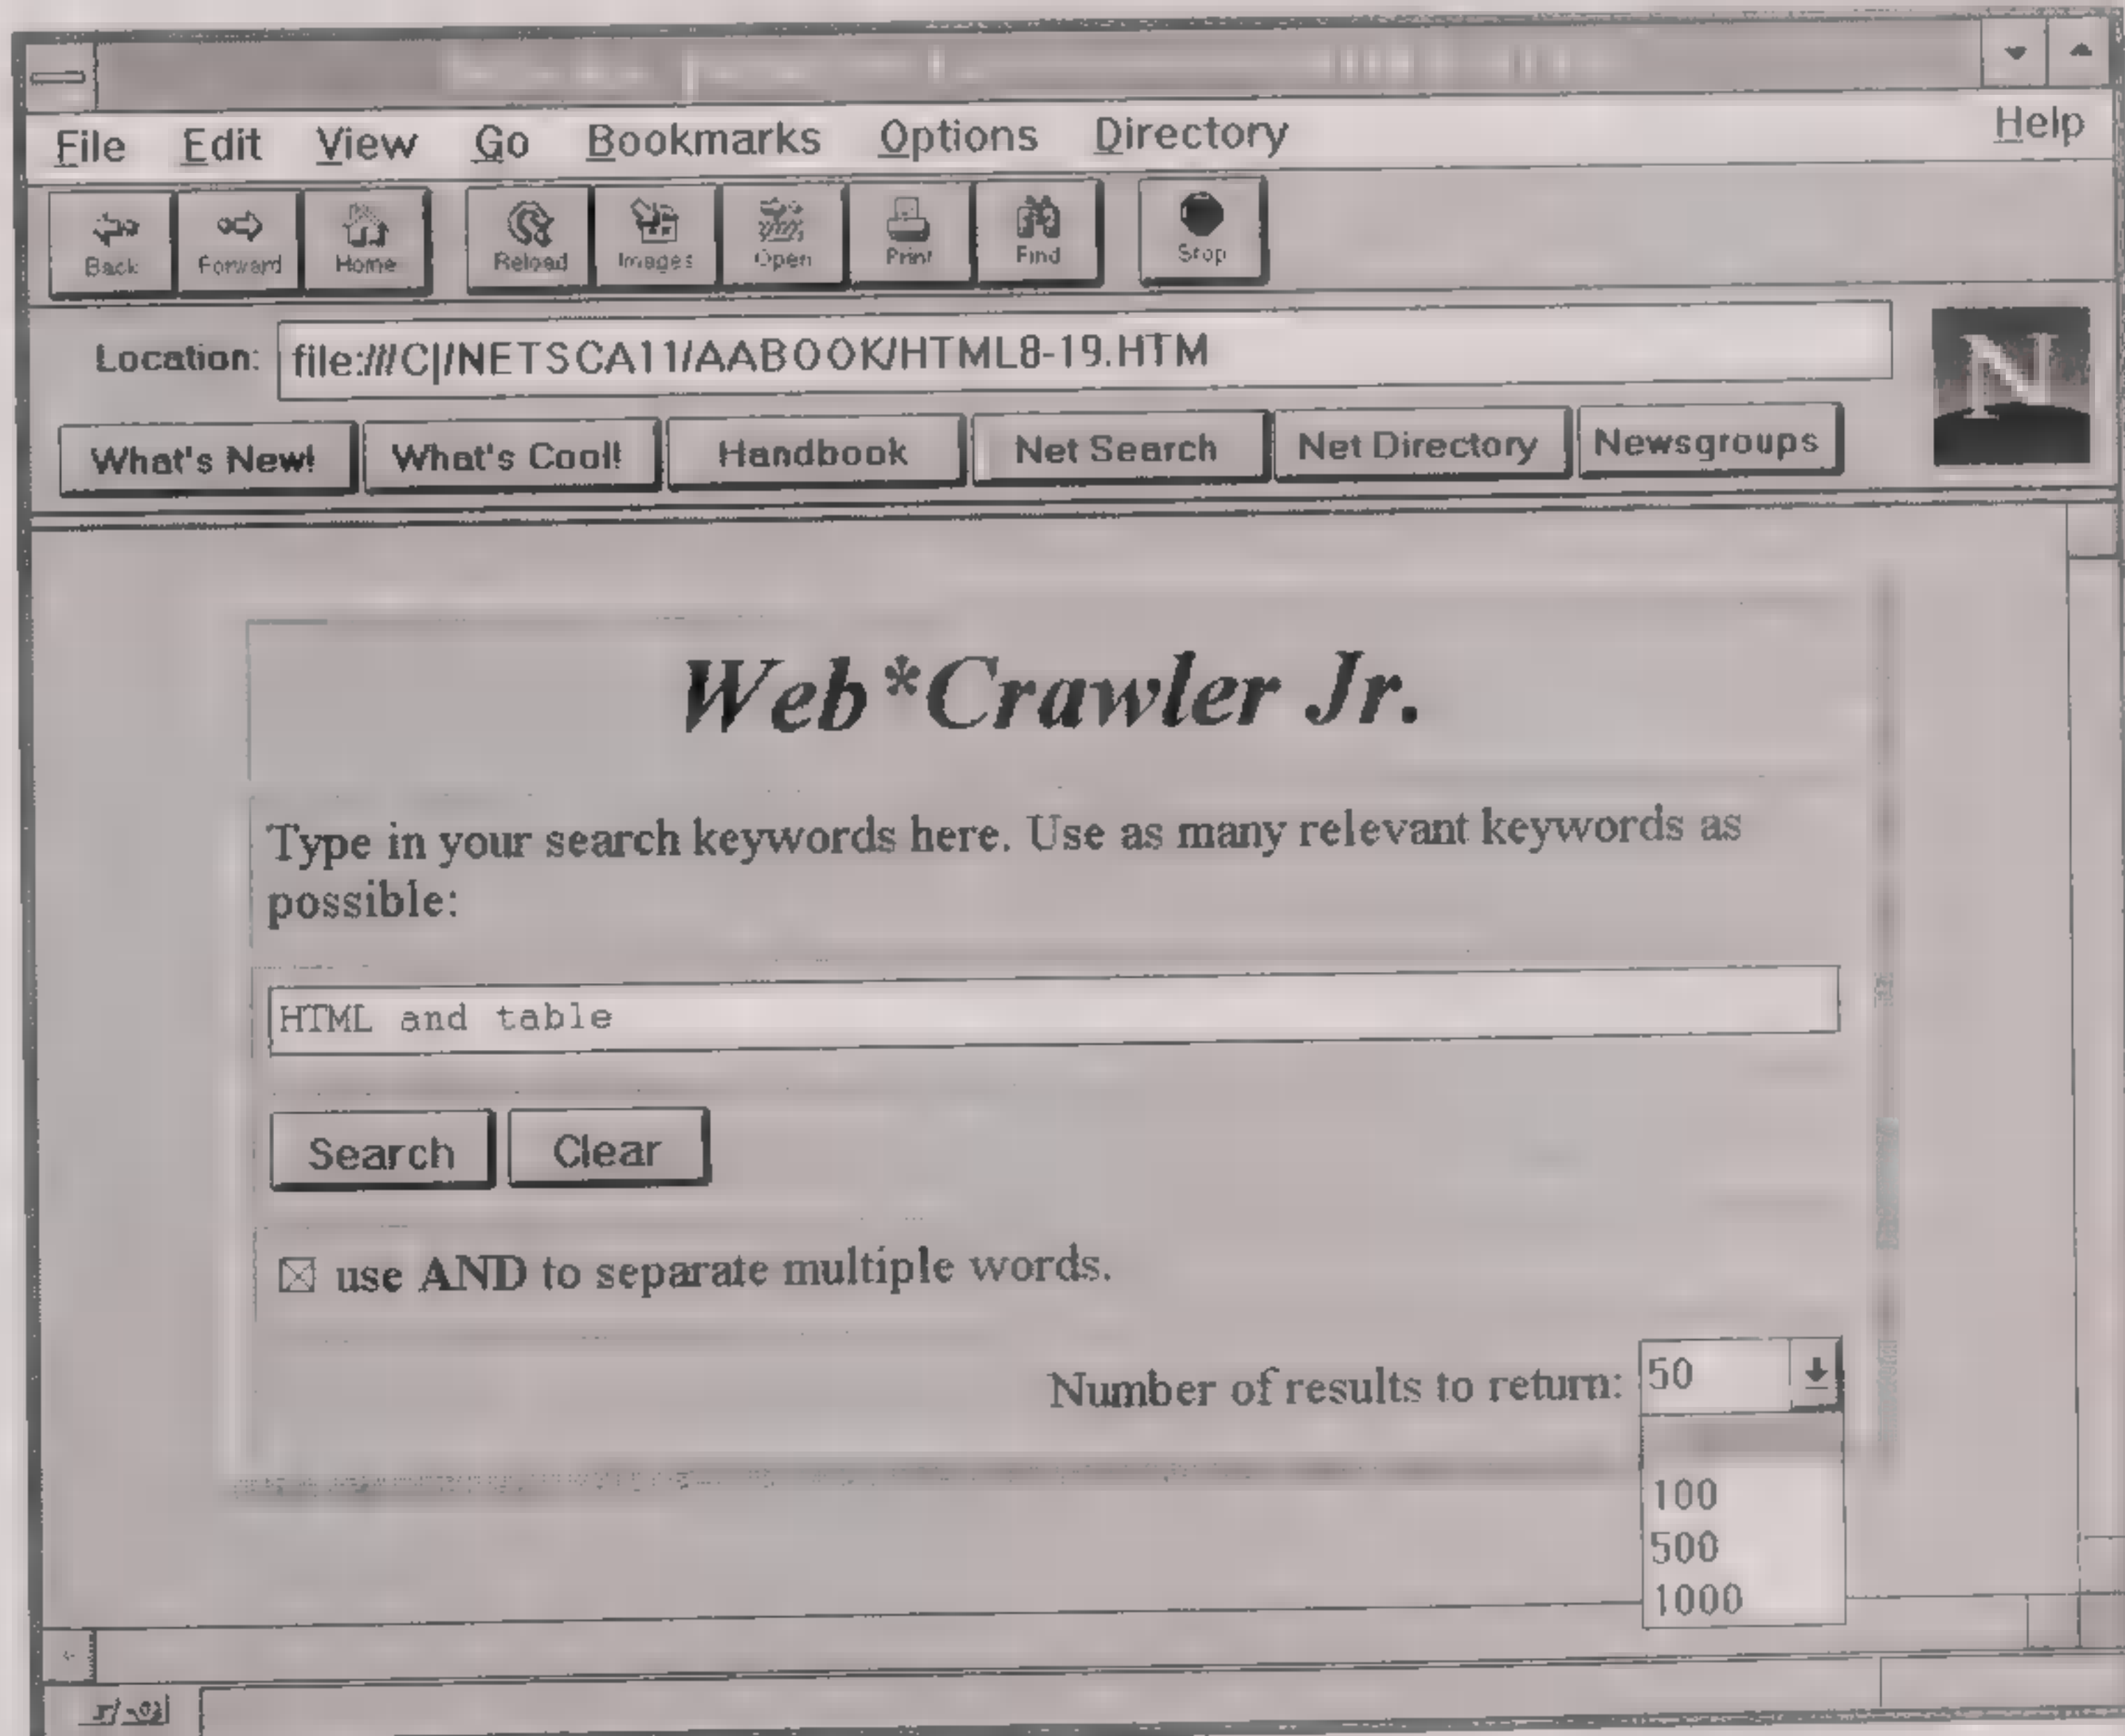 File Edit View Go Bookmarks Options Directory Help
Back Forward Home Reload Images Open Print Find Stop
Location: file:///C|/NETSCA11/AABOOK/HTML8-19.HTM
N
What's New! What's Cool! Handbook Net Search Net Directory Newsgroups
Web*Crawler Jr.
Type in your search keywords here. Use as many relevant keywords as
possible:
HTML and table
Search Clear
use AND to separate multiple words.
Number of results to return: 50
100
500
1000